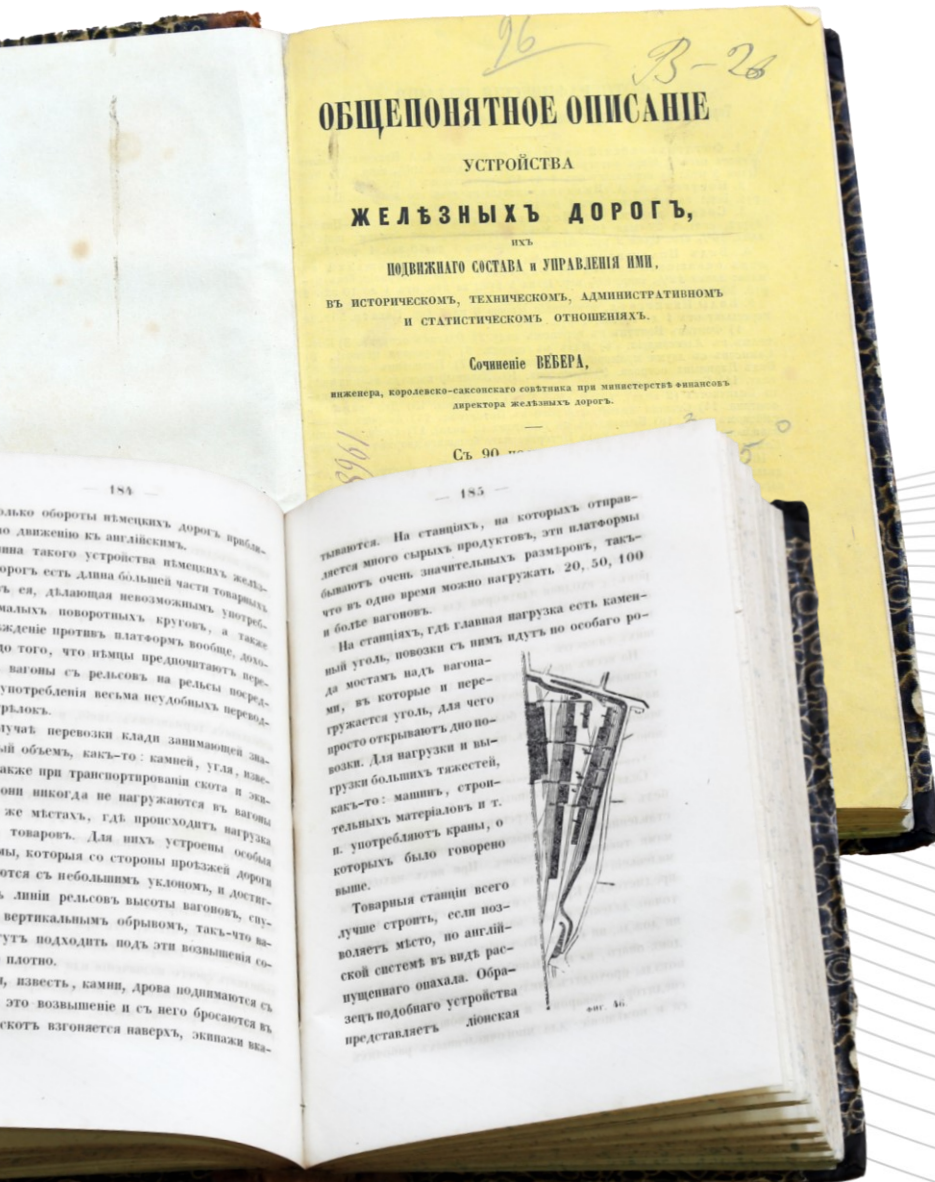 96
В – 26
ОБЩЕПОНЯТНОЕ ОПИСАНІЕ
УСТРОЙСТВА
ЖЕЛѢЗНЫХЪ ДОРОГЪ,
ИХЪ
ПОДВИЖНАГО СОСТАВА и УПРАВЛЕНІЯ ИМИ,
ВЪ ИСТОРИЧЕСКОМЪ, ТЕХНИЧЕСКОМЪ, АДМИНИСТРАТИВНОМЪ
И СТАТИСТИЧЕСКОМЪ ОТНОШЕНІЯХЪ.
Сочиненіе ВЕБЕРА,
инженера, королевско-саксонскаго совѣтника при министерствѣ финансовъ
директора желѣзныхъ дорогъ.
Съ 90
— 184 —
обороты нѣмецкихъ дорогъ прибли-
движенію къ англійскимъ.
такого устройства нѣмецкихъ желѣз-
есть длина бо́льшей части товарныхъ
ея, дѣлающая невозможнымъ употреб-
малыхъ поворотныхъ круговъ, а также
противъ платформъ вообще, дохо-
до того, что нѣмцы предпочитаютъ пере-
вагоны съ рельсовъ на рельсы посред-
употребленія весьма неудобныхъ перевод-
перевозки клади занимающей зна-
объемъ, какъ-то: камней, угля, изве-
также при транспортированіи скота и эки-
они никогда не нагружаются въ вагоны
же мѣстахъ, гдѣ происходитъ нагрузка
товаровъ. Для нихъ устроены особыя
которыя со стороны проѣзжей дороги
съ небольшимъ уклономъ, и достиг-
линіи рельсовъ высоты вагоновъ, спу-
вертикальнымъ обрывомъ, такъ-что ва-
подходить подъ эти возвышенія со-
плотно.
известь, камни, дрова поднимаются съ
это возвышеніе и съ него бросаются въ
скотъ взгоняется наверхъ, экипажи вка-
— 185 —
тываются. На станціяхъ, на которыхъ отправ-
ляется много сырыхъ продуктовъ, эти платформы
бываютъ очень значительныхъ размѣровъ, такъ-
что въ одно время можно нагружать 20, 50, 100
и болѣе вагоновъ.
На станціяхъ, гдѣ главная нагрузка есть камен-
ный уголь, повозки съ нимъ идутъ по особаго ро-
да мостамъ надъ вагона-
ми, въ которые и пере-
гружается уголь, для чего
просто открываютъ дно по-
возки. Для нагрузки и вы-
грузки большихъ тяжестей,
какъ-то: машинъ, строи-
тельныхъ матеріаловъ и т.
п. употребляютъ краны, о
которыхъ было говорено
выше.
Товарныя станціи всего
лучше строить, если поз-
воляетъ мѣсто, по англій-
ской системѣ въ видѣ рас-
пущеннаго опахала. Обра-
зецъ подобнаго устройства
представляетъ ліонская
ФИГ. 46.